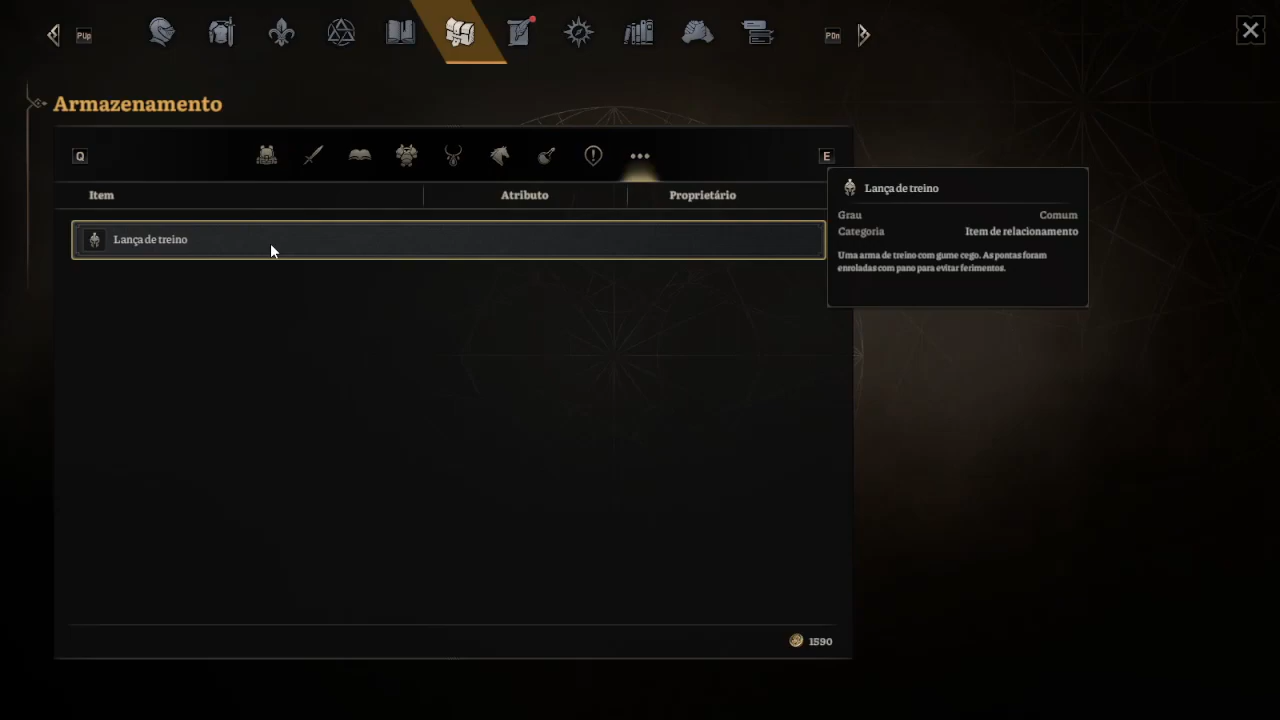 PUp
PDn
Armazenamento
Q
E
Item
Atributo
Proprietário
Lança de treino
Lança de treino
Grau
Comum
Categoria
Item de relacionamento
Uma arma de treino com gume cego. As pontas foram
enroladas com pano para evitar ferimentos.
1590